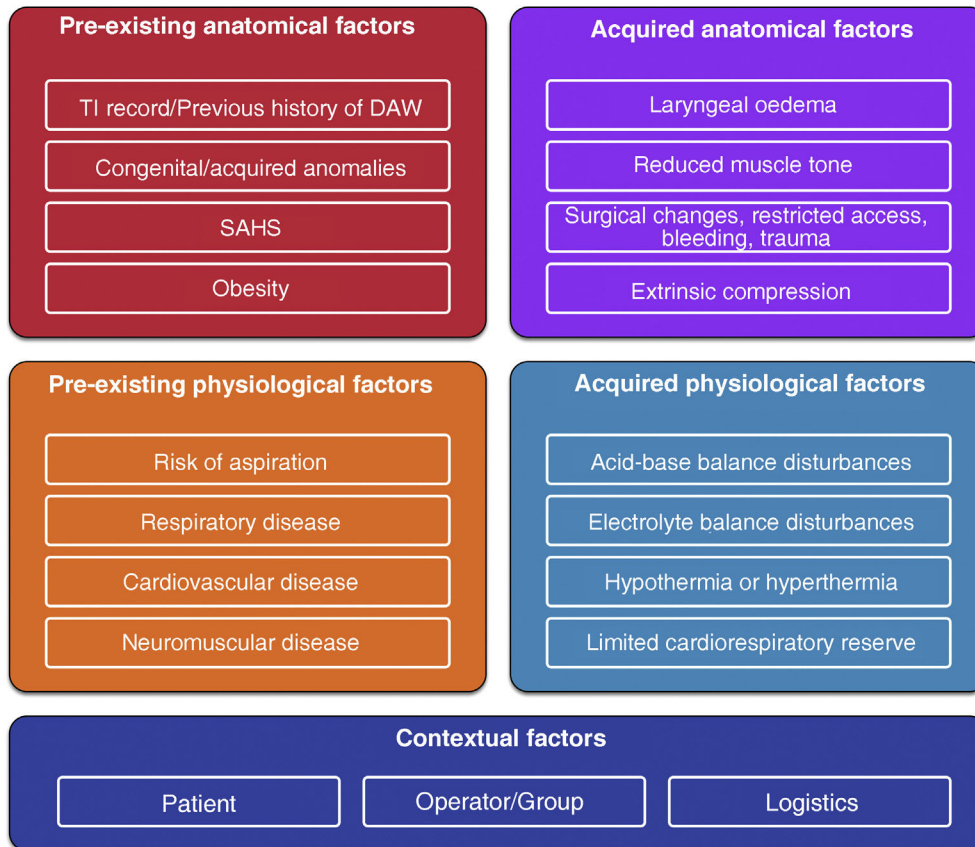 Pre-existing anatomical factors
TI record/Previous history of DAW
Congenital/acquired anomalies
SAHS
Obesity
Acquired anatomical factors
Laryngeal oedema
Reduced muscle tone
Surgical changes, restricted access,
bleeding, trauma
Extrinsic compression
Pre-existing physiological factors
Risk of aspiration
Respiratory disease
Cardiovascular disease
Neuromuscular disease
Acquired physiological factors
Acid-base balance disturbances
Electrolyte balance disturbances
Hypothermia or hyperthermia
Limited cardiorespiratory reserve
Contextual factors
Patient
Operator/Group
Logistics